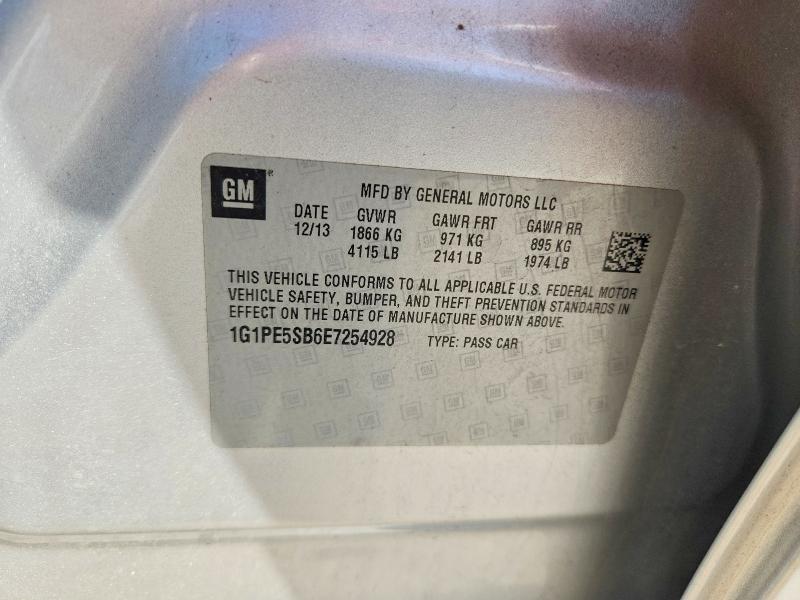 GM
MFD BY GENERAL MOTORS LLC
DATE GVWR GAWR FRT GAWR RR
12/13 1866 KG 971 KG 895 KG
4115 LB 2141 LB 1974 LB
THIS VEHICLE CONFORMS TO ALL APPLICABLE U.S. FEDERAL MOTOR
VEHICLE SAFETY, BUMPER, AND THEFT PREVENTION STANDARDS IN
EFFECT ON THE DATE OF MANUFACTURE SHOWN ABOVE.
1G1PE5SB6E7254928 TYPE: PASS CAR